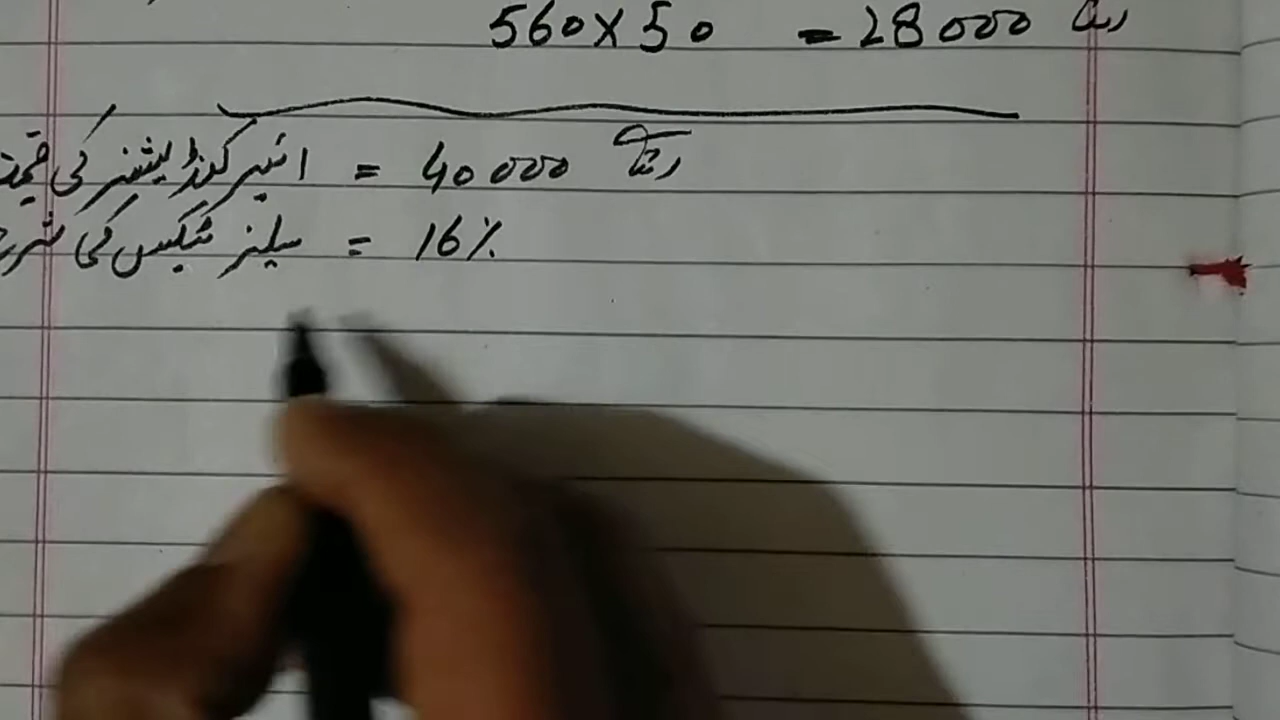 560 × 50 = 28000 روپے
ائیر کنڈیشنر کی قیمت = 40000 روپے
سیلز ٹیکس کی شرح = 16%